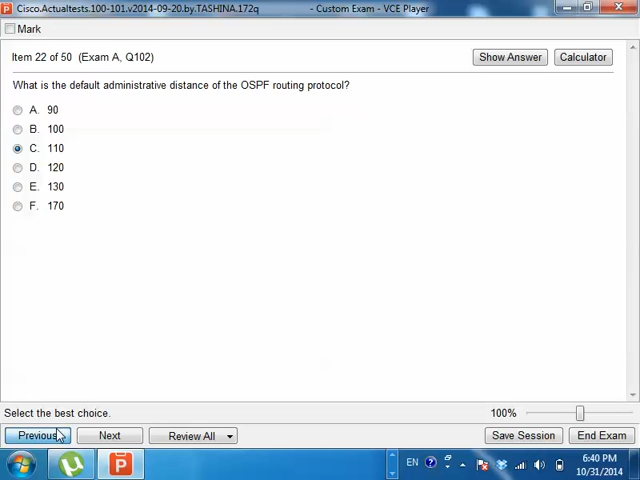 Cisco.Actualtests.100-101.v2014-09-20.by.TASHINA.172q - Custom Exam - VCE Player
Mark
Item 22 of 50 (Exam A, Q102)
Show Answer
Calculator
What is the default administrative distance of the OSPF routing protocol?
A. 90
B. 100
C. 110
D. 120
E. 130
F. 170
Select the best choice.
100%
Previous
Next
Review All
Save Session
End Exam
EN
6:40 PM
10/31/2014